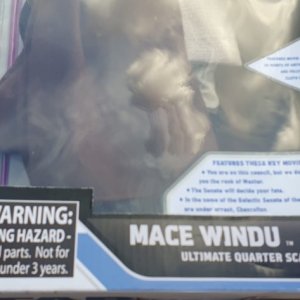 FEATURES THESE KEY MOVIE
• You are on this council, but we do
you the rank of Master.
• The Senate will decide your fate.
• In the name of the Galactic Senate of the
are under arrest, Chancellor.
WARNING:
NG HAZARD -
parts. Not for
under 3 years.
MACE WINDU ™
ULTIMATE QUARTER SCA